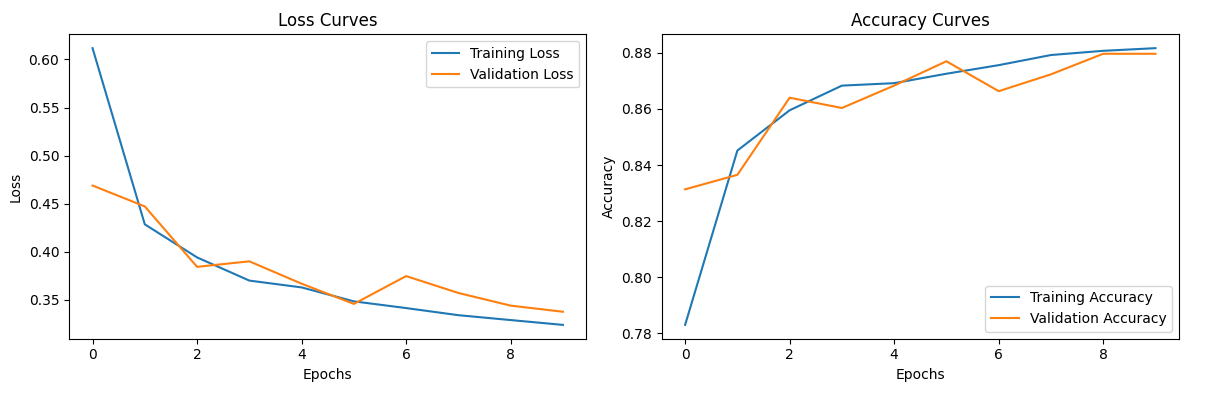 Loss Curves
Training Loss
Validation Loss
0.60
0.55
0.50
0.45
0.40
0.35
Loss
0 2 4 6 8
Epochs
Accuracy Curves
Training Accuracy
Validation Accuracy
0.88
0.86
0.84
0.82
0.80
0.78
Accuracy
0 2 4 6 8
Epochs